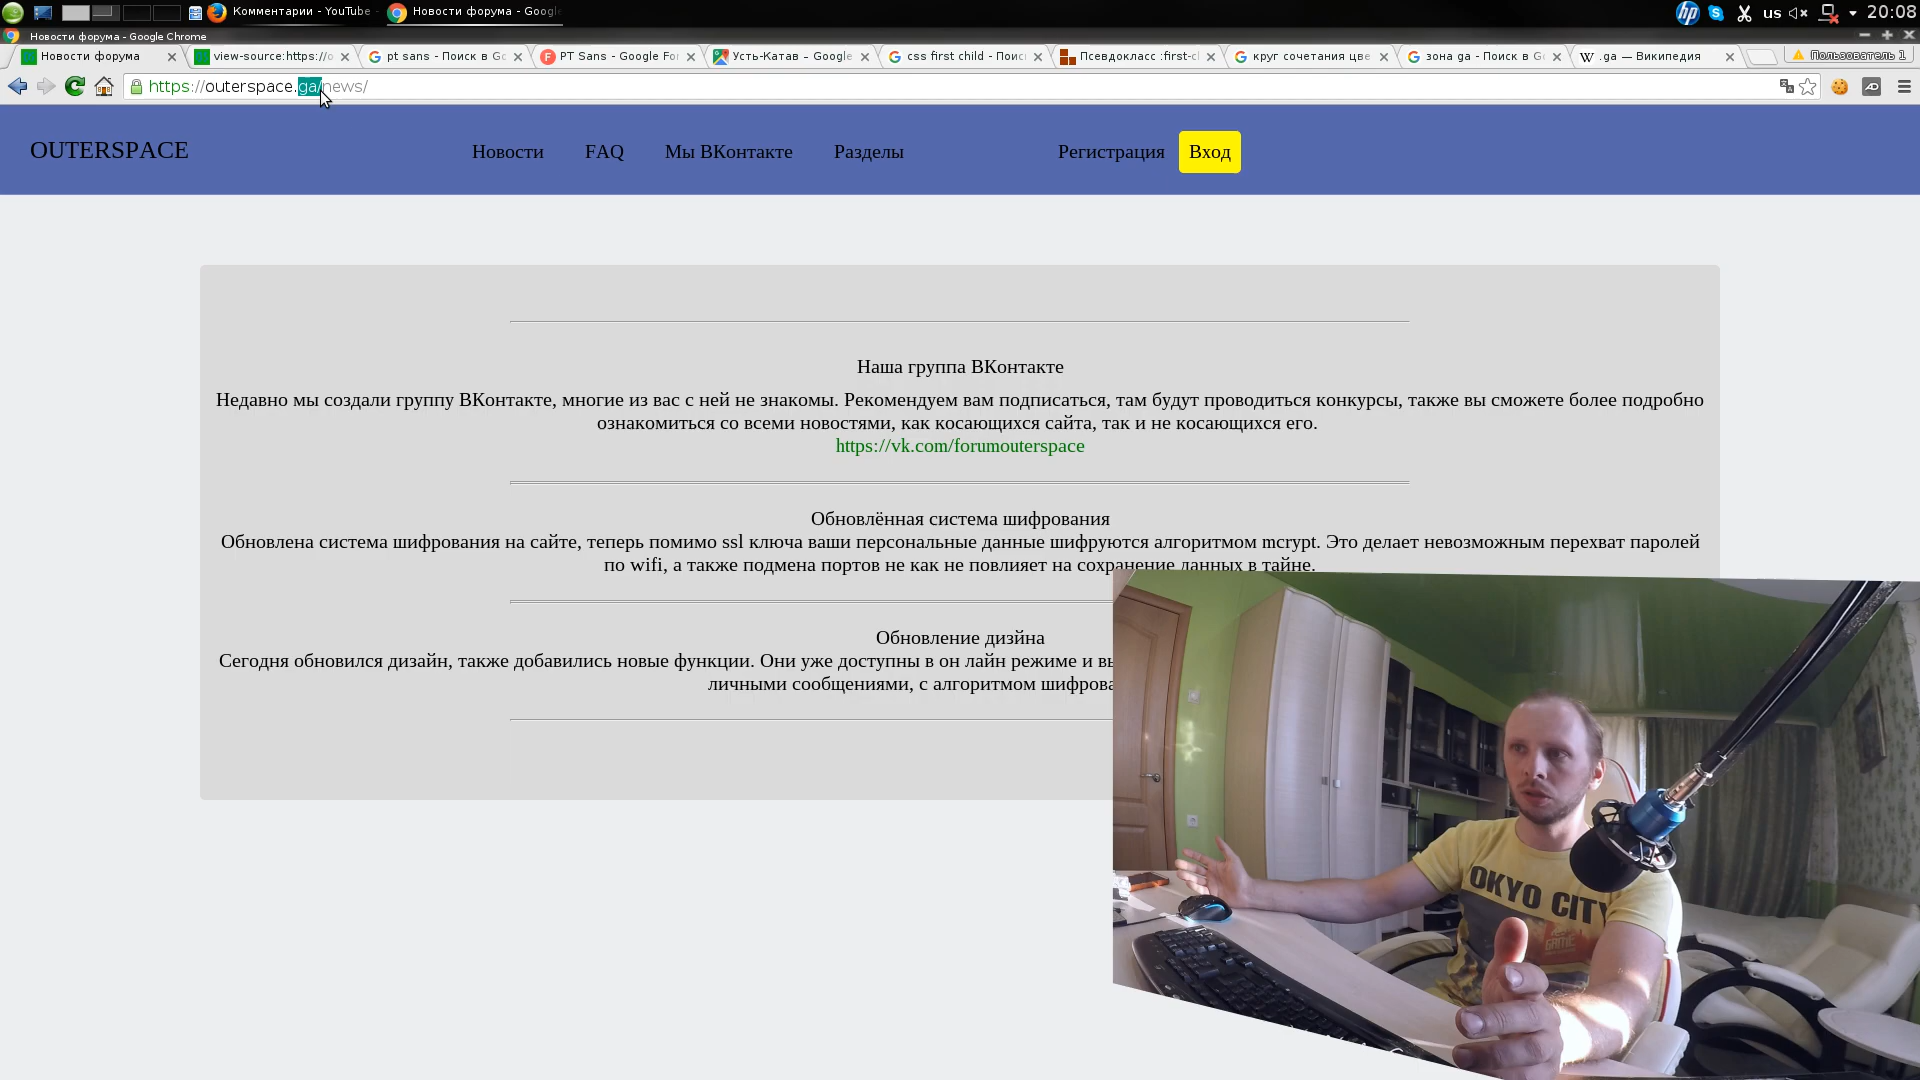 Комментарии - YouTube
Новости форума - Googl
us
20:08
Новости форума - Google Chrome
Новости форума
view-source:https://o
pt sans - Поиск в Go
PT Sans - Google Fo
Усть-Катав – Google
css first child - Поис
Псевдокласс :first-cl
круг сочетания цве
зона ga - Поиск в G
.ga — Википедия
Пользователь 1
https://outerspace.ga/news/
OUTERSPACE
Новости
FAQ
Мы ВКонтакте
Разделы
Регистрация
Вход
Наша группа ВКонтакте
Недавно мы создали группу ВКонтакте, многие из вас с ней не знакомы. Рекомендуем вам подписаться, там будут проводиться конкурсы, также вы сможете более подробно
ознакомиться со всеми новостями, как косающихся сайта, так и не косающихся его.
https://vk.com/forumouterspace
Обновлённая система шифрования
Обновлена система шифрования на сайте, теперь помимо ssl ключа ваши персональные данные шифруются алгоритмом mcrypt. Это делает невозможным перехват паролей
по wifi, а также подмена портов не как не повлияет на сохранение данных в тайне.
Обновление дизйна
Сегодня обновился дизайн, также добавились новые функции. Они уже доступны в он лайн режиме и вы
личными сообщениями, с алгоритмом шифрова
OKYO CITY
GAME